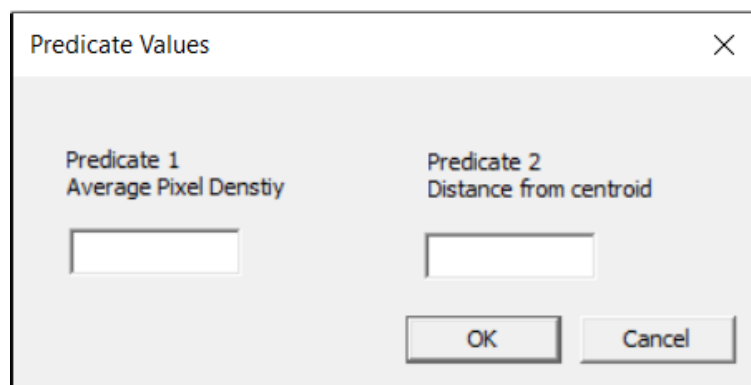 Predicate Values
Predicate 1
Average Pixel Denstiy
Predicate 2
Distance from centroid
OK
Cancel